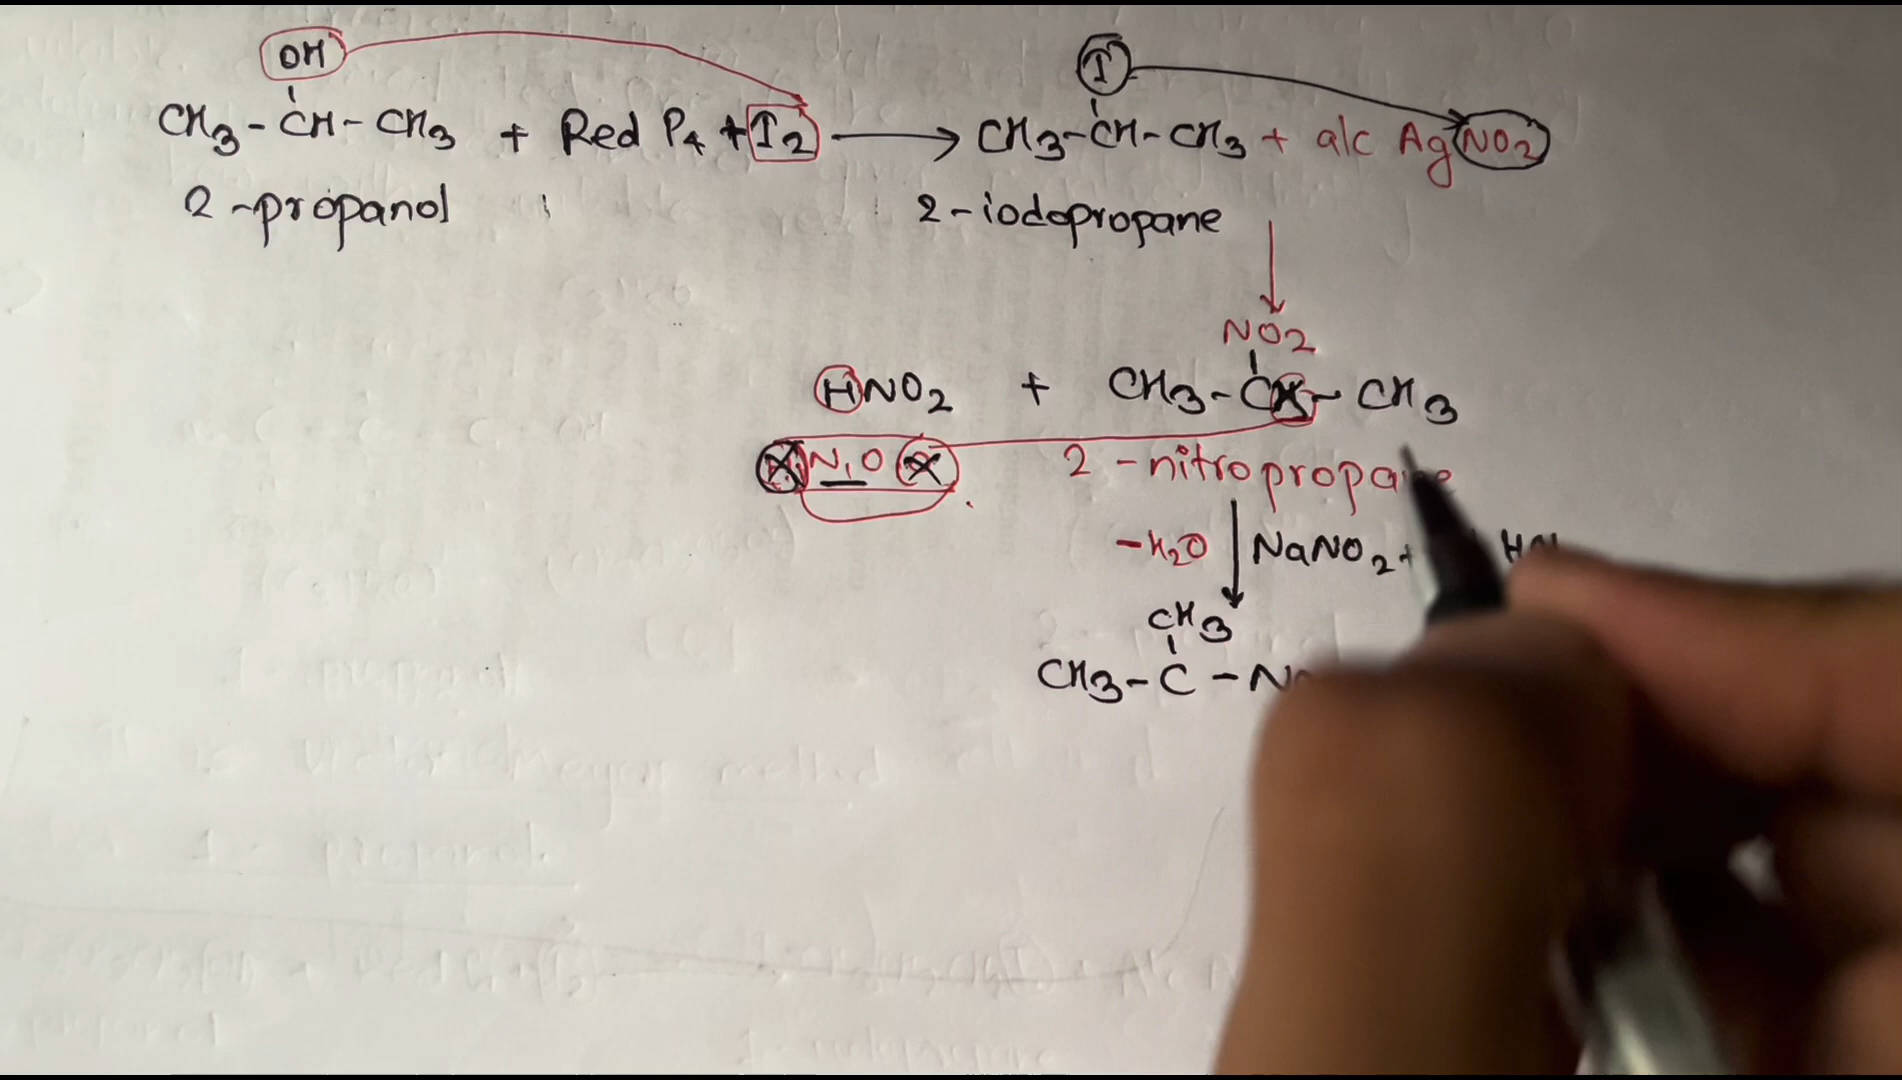 OH
I
CH3-CH-CH3 + Red P4 + I2 → CH3-CH-CH3 + alc AgNO2
2-propanol
2-iodopropane
NO2
HNO2 + CH3-CH-CH3
2-nitropropane
-H2O NaNO2+
CH3
CH3-C-